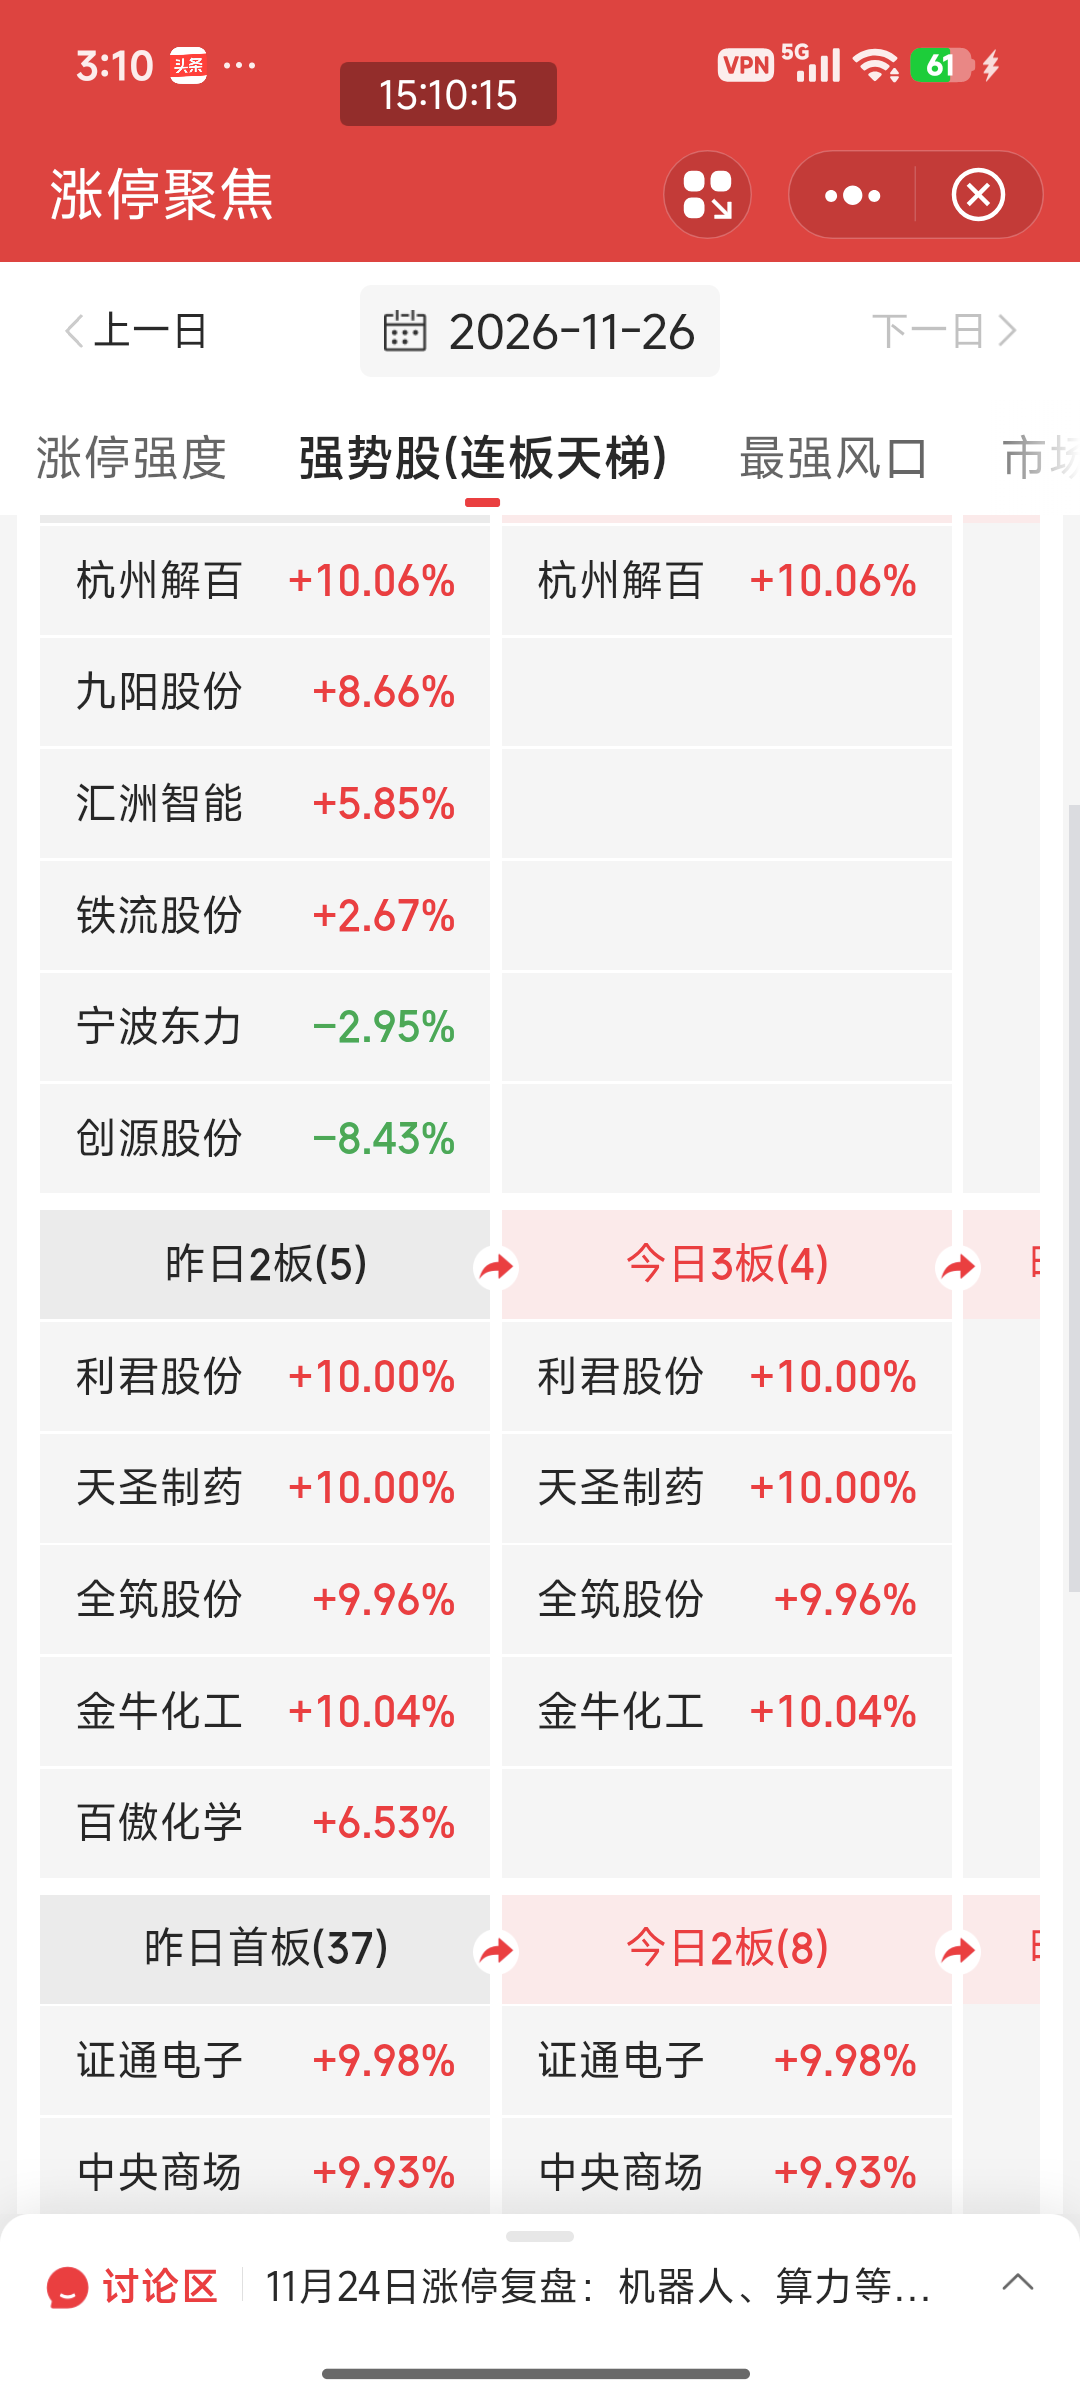 3:10 头条 ... VPN 5G 61
15:10:15
涨停聚焦
上一日 2026-11-26 下一日
涨停强度 强势股(连板天梯) 最强风口 市场
杭州解百 +10.06% 杭州解百 +10.06%
九阳股份 +8.66%
汇洲智能 +5.85%
铁流股份 +2.67%
宁波东力 -2.95%
创源股份 -8.43%
昨日2板(5) 今日3板(4)
利君股份 +10.00% 利君股份 +10.00%
天圣制药 +10.00% 天圣制药 +10.00%
全筑股份 +9.96% 全筑股份 +9.96%
金牛化工 +10.04% 金牛化工 +10.04%
百傲化学 +6.53%
昨日首板(37) 今日2板(8)
证通电子 +9.98% 证通电子 +9.98%
中央商场 +9.93% 中央商场 +9.93%
讨论区 11月24日涨停复盘：机器人、算力等...